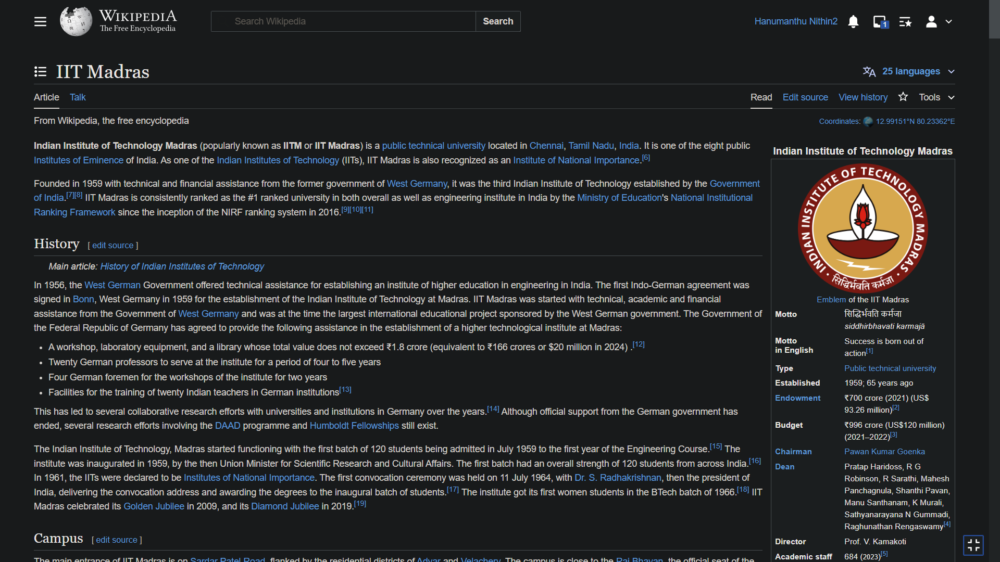 WIKIPEDIA
The Free Encyclopedia
Search Wikipedia
Search
Hanumanthu Nithin2
1
IIT Madras
25 languages
Article
Talk
Read
Edit source
View history
Tools
From Wikipedia, the free encyclopedia
Coordinates: 12.99151°N 80.23362°E
Indian Institute of Technology Madras (popularly known as IITM or IIT Madras) is a public technical university located in Chennai, Tamil Nadu, India. It is one of the eight public
Institutes of Eminence of India. As one of the Indian Institutes of Technology (IITs), IIT Madras is also recognized as an Institute of National Importance.[6]
Founded in 1959 with technical and financial assistance from the former government of West Germany, it was the third Indian Institute of Technology established by the Government
of India.[7][8] IIT Madras is consistently ranked as the #1 ranked university in both overall as well as engineering institute in India by the Ministry of Education's National Institutional
Ranking Framework since the inception of the NIRF ranking system in 2016.[9][10][11]
History [ edit source ]
Main article: History of Indian Institutes of Technology
In 1956, the West German Government offered technical assistance for establishing an institute of higher education in engineering in India. The first Indo-German agreement was
signed in Bonn, West Germany in 1959 for the establishment of the Indian Institute of Technology at Madras. IIT Madras was started with technical, academic and financial
assistance from the Government of West Germany and was at the time the largest international educational project sponsored by the West German government. The Government of
the Federal Republic of Germany has agreed to provide the following assistance in the establishment of a higher technological institute at Madras:
• A workshop, laboratory equipment, and a library whose total value does not exceed ₹1.8 crore (equivalent to ₹166 crores or $20 million in 2024) .[12]
• Twenty German professors to serve at the institute for a period of four to five years
• Four German foremen for the workshops of the institute for two years
• Facilities for the training of twenty Indian teachers in German institutions[13]
This has led to several collaborative research efforts with universities and institutions in Germany over the years.[14] Although official support from the German government has
ended, several research efforts involving the DAAD programme and Humboldt Fellowships still exist.
The Indian Institute of Technology, Madras started functioning with the first batch of 120 students being admitted in July 1959 to the first year of the Engineering Course.[15] The
institute was inaugurated in 1959, by the then Union Minister for Scientific Research and Cultural Affairs. The first batch had an overall strength of 120 students from across India.[16]
In 1961, the IITs were declared to be Institutes of National Importance. The first convocation ceremony was held on 11 July 1964, with Dr. S. Radhakrishnan, then the president of
India, delivering the convocation address and awarding the degrees to the inaugural batch of students.[17] The institute got its first women students in the BTech batch of 1966.[18] IIT
Madras celebrated its Golden Jubilee in 2009, and its Diamond Jubilee in 2019.[19]
Campus [ edit source ]
The main entrance of IIT Madras is on Sardar Patel Road, flanked by the residential districts of Adyar and Velachery. The campus is close to the Raj Bhavan, the official seat of the
Indian Institute of Technology Madras
INDIAN INSTITUTE OF TECHNOLOGY MADRAS
सिद्धिर्भवति कर्मजा
Emblem of the IIT Madras
Motto सिद्धिर्भवति कर्मजा
siddhirbhavati karmajā
Motto
in English
Success is born out of
action[1]
Type Public technical university
Established 1959; 65 years ago
Endowment ₹700 crore (2021) (US$
93.26 million)[2]
Budget ₹996 crore (US$120 million)
(2021–2022)[3]
Chairman Pawan Kumar Goenka
Dean Pratap Haridoss, R G
Robinson, R Sarathi, Mahesh
Panchagnula, Shanthi Pavan,
Manu Santhanam, K Murali,
Sathyanarayana N Gummadi,
Raghunathan Rengaswamy[4]
Director Prof. V. Kamakoti
Academic staff 684 (2023)[5]